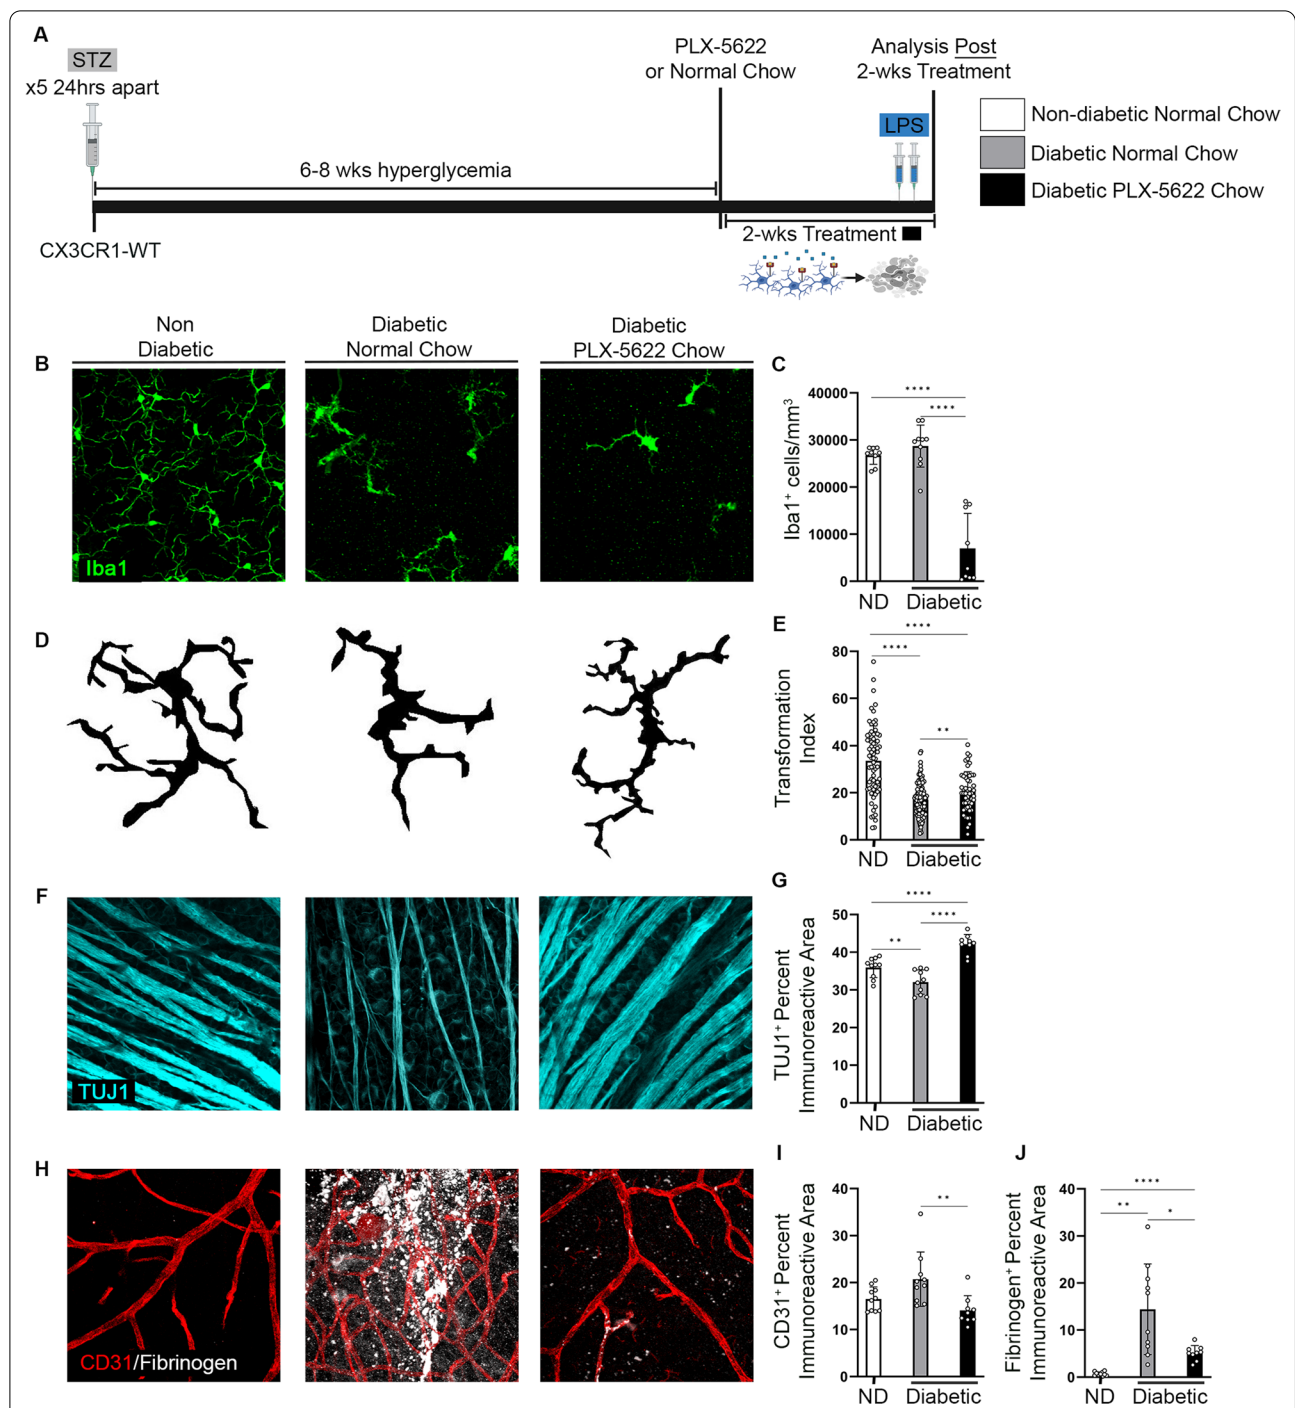 A
STZ
x5 24hrs apart
PLX-5622
or Normal Chow
Analysis Post
2-wks Treatment
LPS
Non-diabetic Normal Chow
Diabetic Normal Chow
Diabetic PLX-5622 Chow
6-8 wks hyperglycemia
CX3CR1-WT
2-wks Treatment
B
Non
Diabetic
Diabetic
Normal Chow
Diabetic
PLX-5622 Chow
Iba1
C
Iba1+ cells/mm3
40000
30000
20000
10000
0
****
****
ND
Diabetic
D
E
Transformation
Index
80
60
40
20
0
****
****
**
ND
Diabetic
F
TUJ1
G
TUJ1+ Percent
Immunoreactive Area
50
40
30
20
10
0
****
****
**
ND
Diabetic
H
CD31/Fibrinogen
I
CD31+ Percent
Immunoreactive Area
40
30
20
10
0
**
ND
Diabetic
J
Fibrinogen+ Percent
Immunoreactive Area
40
30
20
10
0
****
**
*
ND
Diabetic